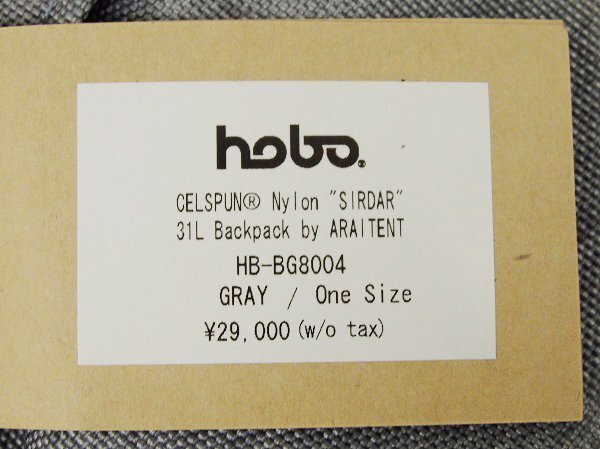 hobo.
CELSPUN® Nylon "SIRDAR"
31L Backpack by ARAITENT
HB-BG8004
GRAY / One Size
¥29,000 (w/o tax)